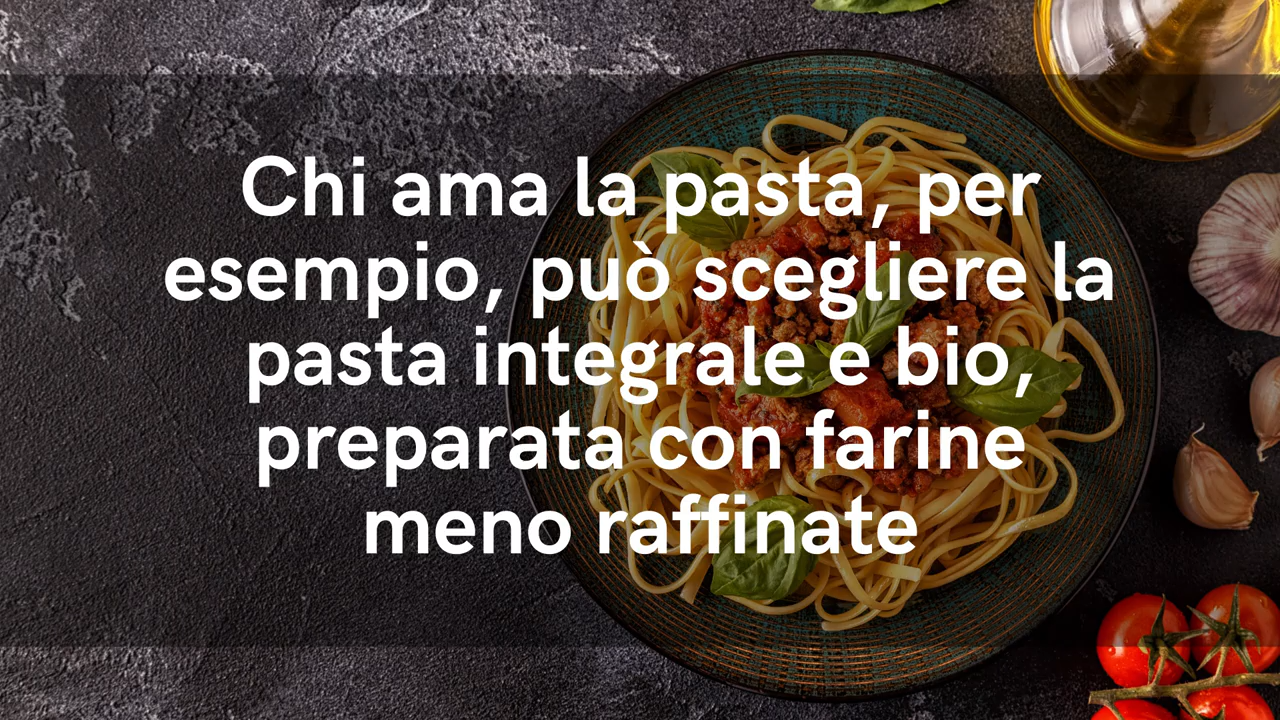 Chi ama la pasta, per
esempio, può scegliere la
pasta integrale e bio,
preparata con farine
meno raffinate